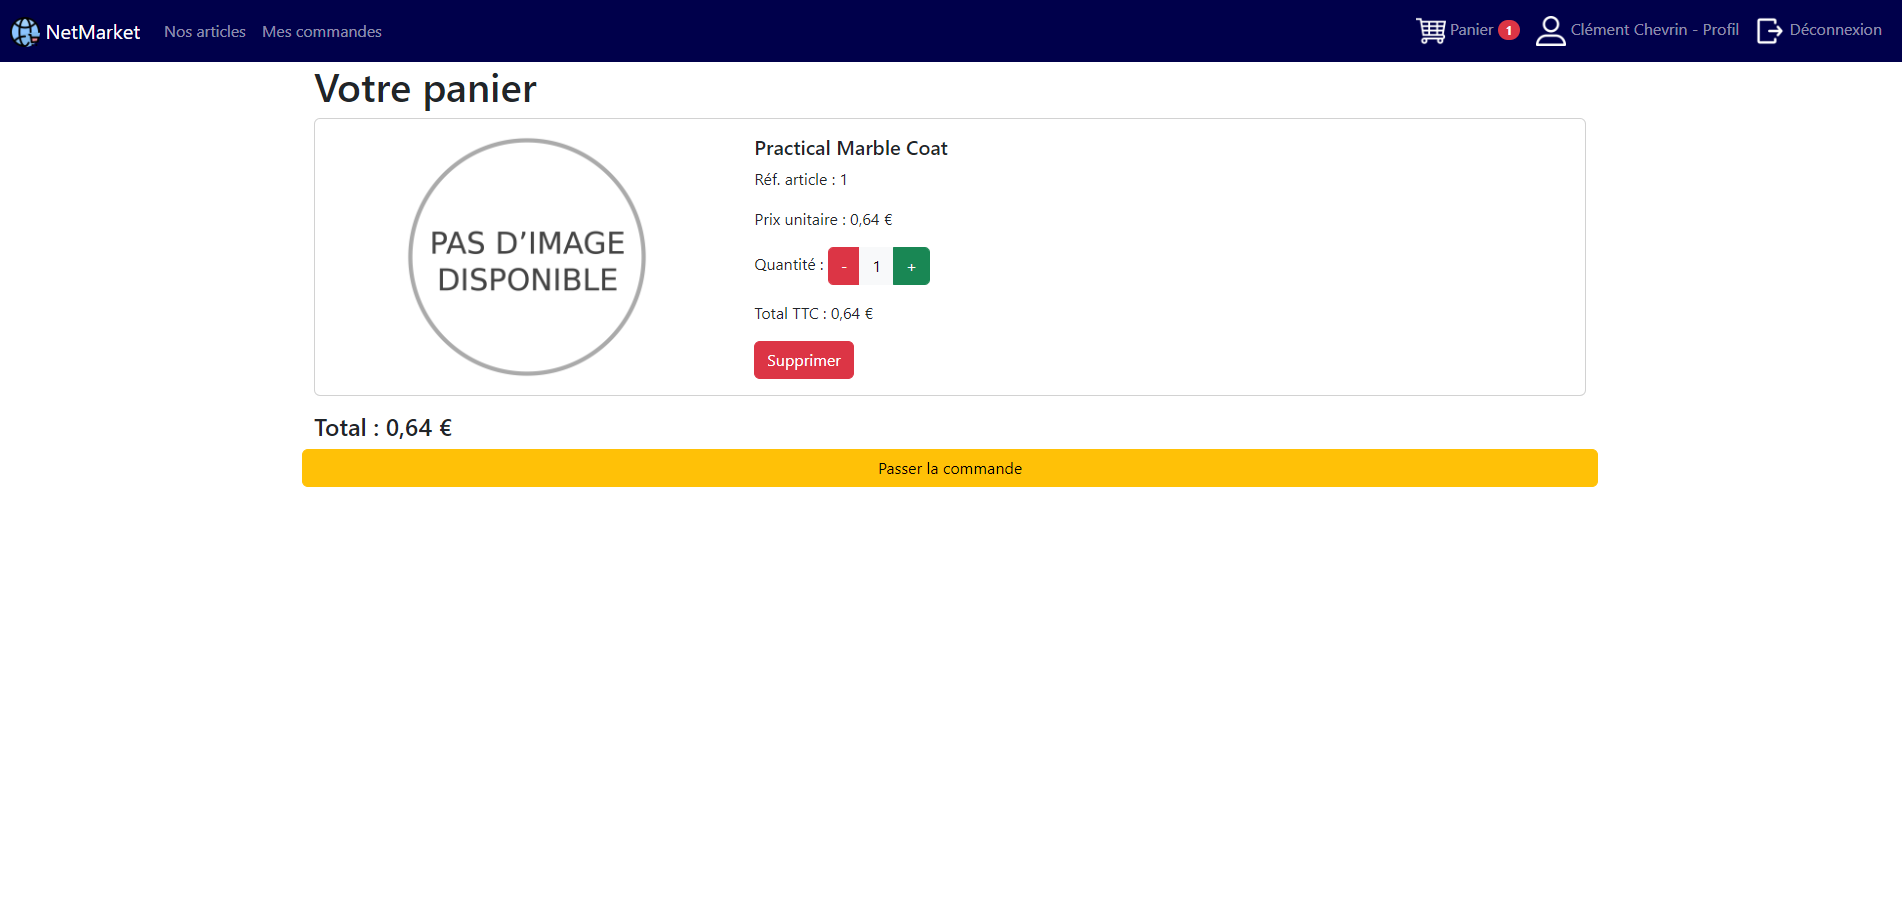 NetMarket Nos articles Mes commandes Panier 1 Clément Chevrin - Profil Déconnexion
Votre panier
PAS D’IMAGE
DISPONIBLE
Practical Marble Coat
Réf. article : 1
Prix unitaire : 0,64 €
Quantité : - 1 +
Total TTC : 0,64 €
Supprimer
Total : 0,64 €
Passer la commande